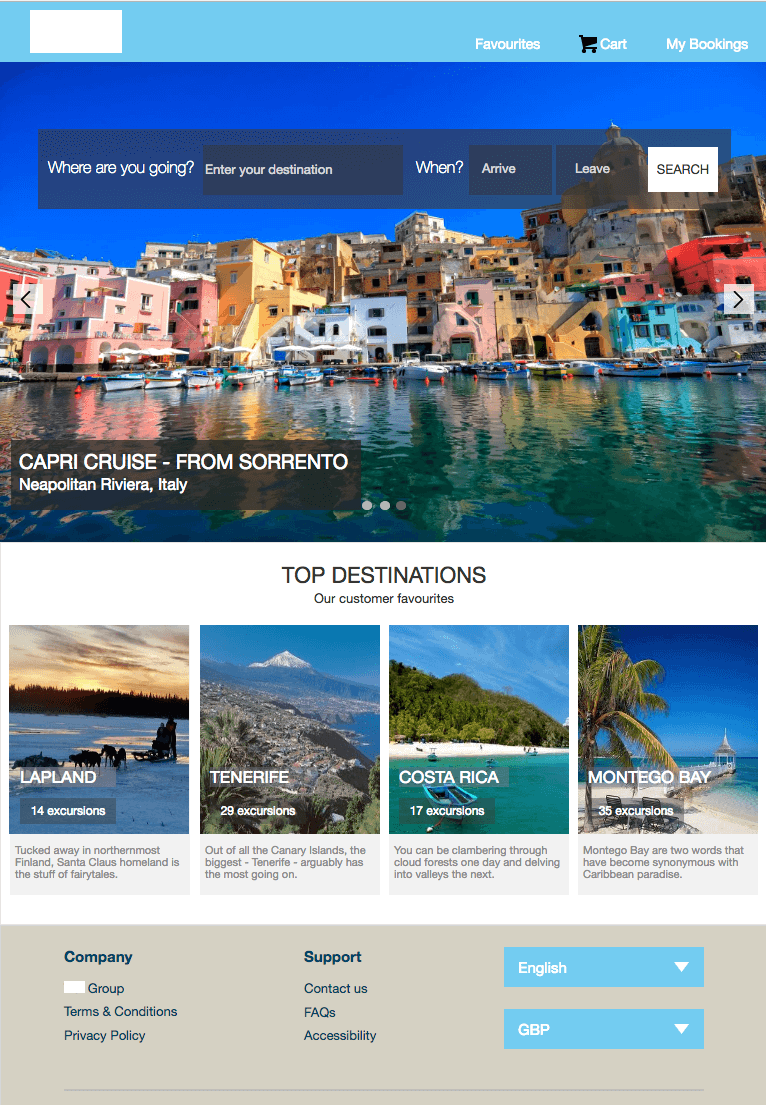 Favourites
Cart
My Bookings
Where are you going?
Enter your destination
When?
Arrive
Leave
SEARCH
CAPRI CRUISE - FROM SORRENTO
Neapolitan Riviera, Italy
TOP DESTINATIONS
Our customer favourites
LAPLAND
14 excursions
Tucked away in northernmost
Finland, Santa Claus homeland is
the stuff of fairytales.
TENERIFE
29 excursions
Out of all the Canary Islands, the
biggest - Tenerife - arguably has
the most going on.
COSTA RICA
17 excursions
You can be clambering through
cloud forests one day and delving
into valleys the next.
MONTEGO BAY
35 excursions
Montego Bay are two words that
have become synonymous with
Caribbean paradise.
Company
Group
Terms & Conditions
Privacy Policy
Support
Contact us
FAQs
Accessibility
English
GBP